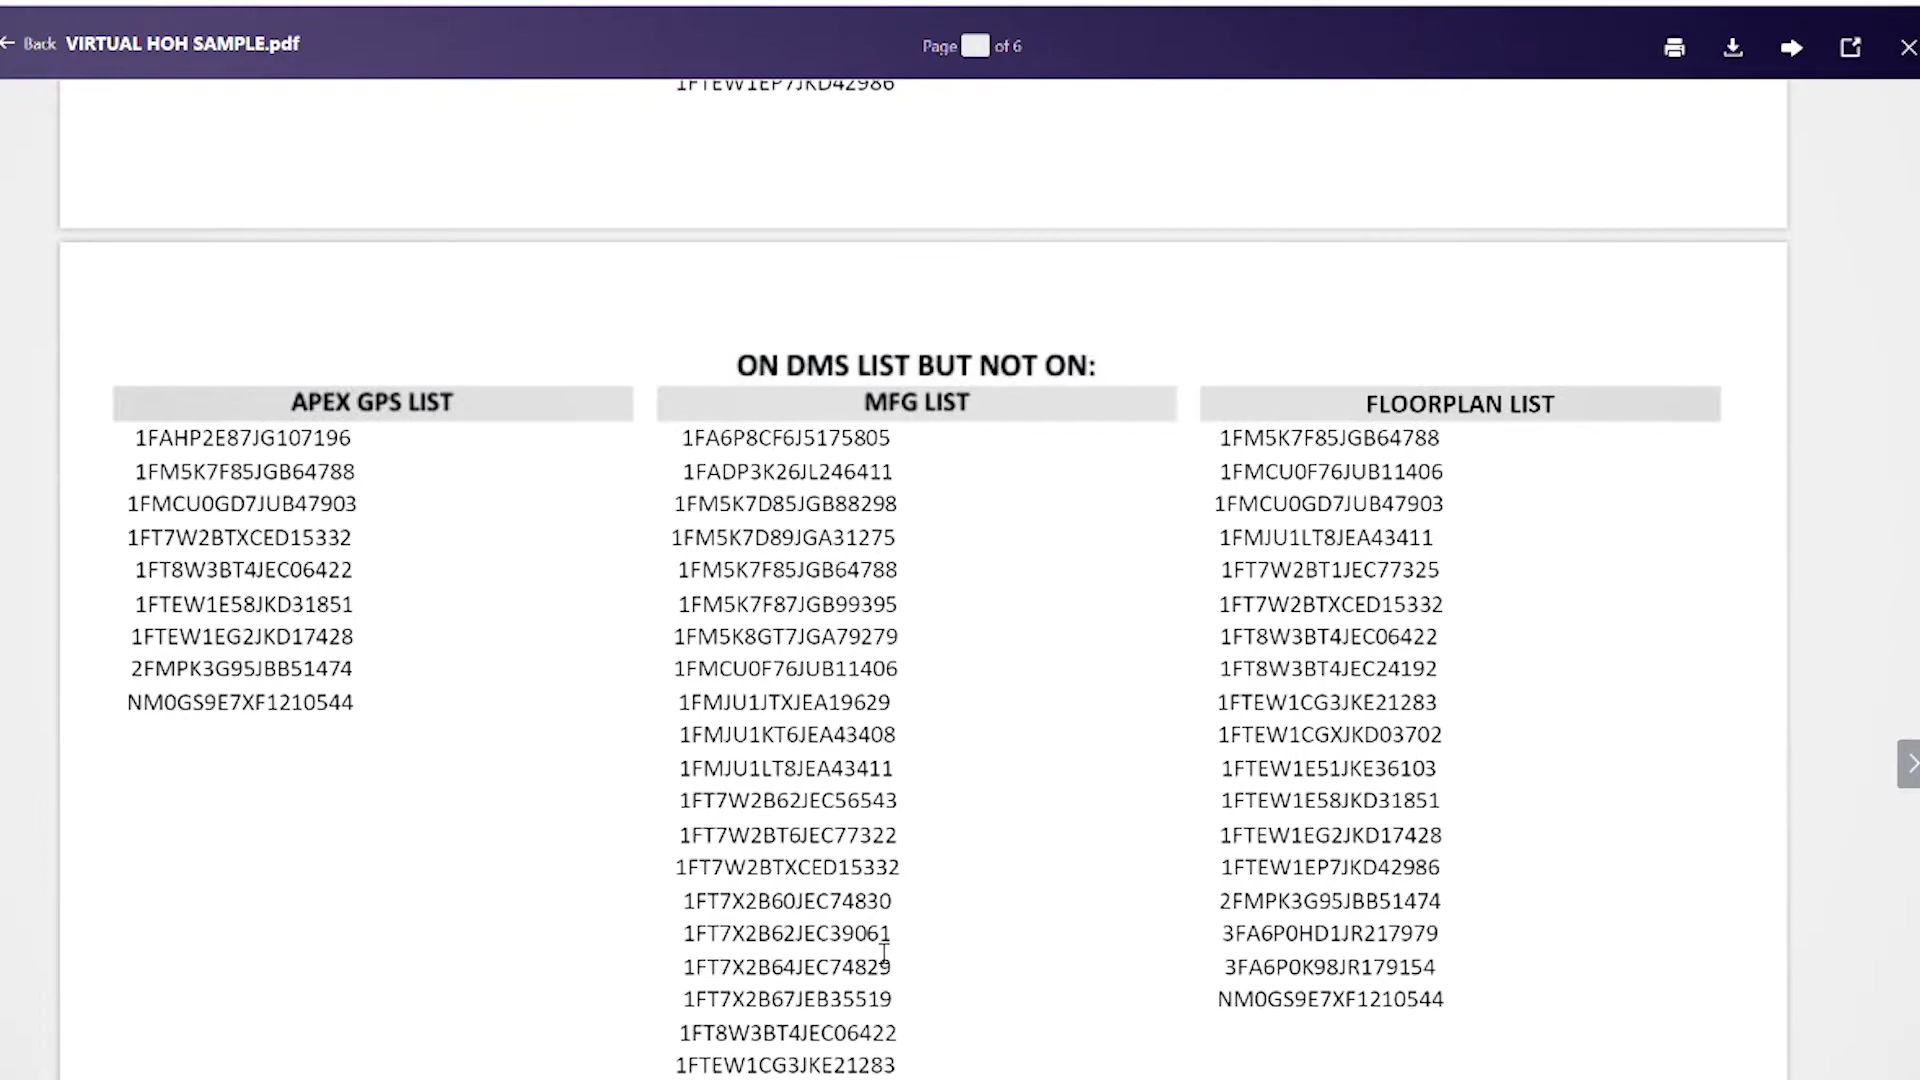 Back VIRTUAL HOH SAMPLE.pdf
Page of 6
1FTEW1EP7JKD42986
ON DMS LIST BUT NOT ON:
APEX GPS LIST
1FAHP2E87JG107196
1FM5K7F85JGB64788
1FMCU0GD7JUB47903
1FT7W2BTXCED15332
1FT8W3BT4JEC06422
1FTEW1E58JKD31851
1FTEW1EG2JKD17428
2FMPK3G95JBB51474
NM0GS9E7XF1210544
MFG LIST
1FA6P8CF6J5175805
1FADP3K26JL246411
1FM5K7D85JGB88298
1FM5K7D89JGA31275
1FM5K7F85JGB64788
1FM5K7F87JGB99395
1FM5K8GT7JGA79279
1FMCU0F76JUB11406
1FMJU1JTXJEA19629
1FMJU1KT6JEA43408
1FMJU1LT8JEA43411
1FT7W2B62JEC56543
1FT7W2BT6JEC77322
1FT7W2BTXCED15332
1FT7X2B60JEC74830
1FT7X2B62JEC39061
1FT7X2B64JEC74829
1FT7X2B67JEB35519
1FT8W3BT4JEC06422
1FTEW1CG3JKE21283
FLOORPLAN LIST
1FM5K7F85JGB64788
1FMCU0F76JUB11406
1FMCU0GD7JUB47903
1FMJU1LT8JEA43411
1FT7W2BT1JEC77325
1FT7W2BTXCED15332
1FT8W3BT4JEC06422
1FT8W3BT4JEC24192
1FTEW1CG3JKE21283
1FTEW1CGXJKD03702
1FTEW1E51JKE36103
1FTEW1E58JKD31851
1FTEW1EG2JKD17428
1FTEW1EP7JKD42986
2FMPK3G95JBB51474
3FA6P0HD1JR217979
3FA6P0K98JR179154
NM0GS9E7XF1210544